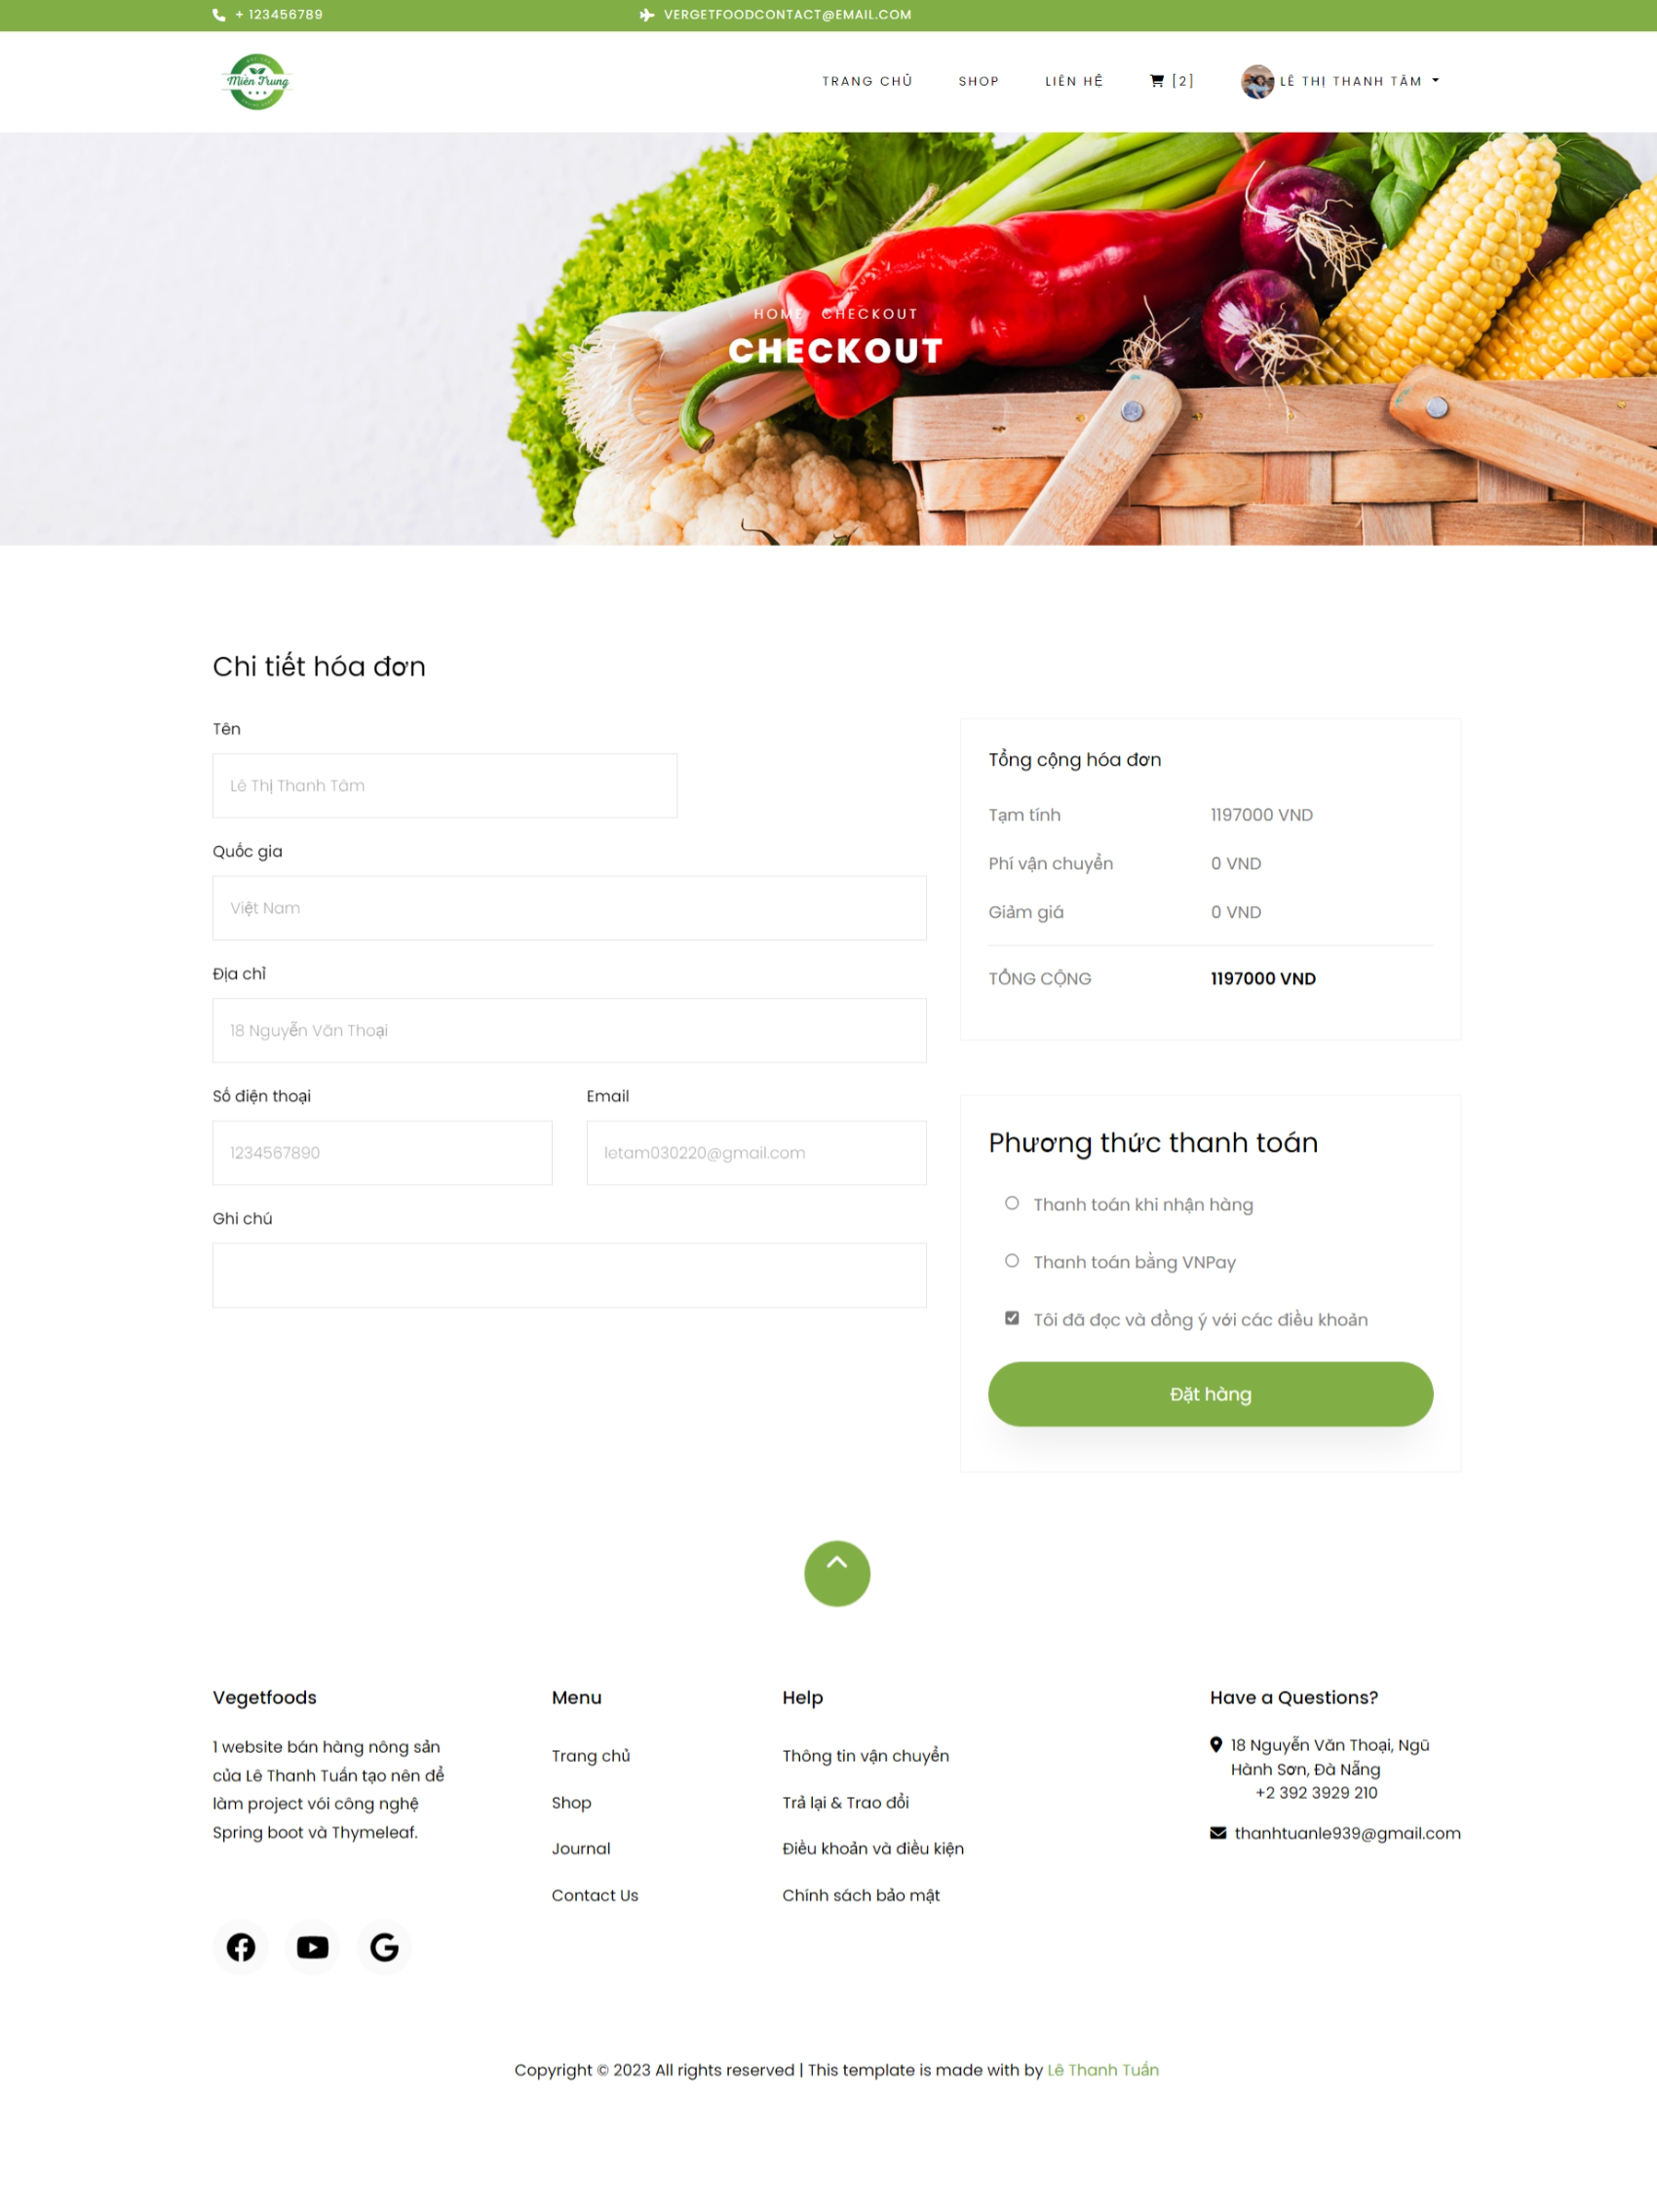 + 123456789
VERGETFOODCONTACT@EMAIL.COM
Miền Trung
TRANG CHỦ
SHOP
LIÊN HỆ
[2]
LÊ THỊ THANH TÂM
HOME CHECKOUT
CHECKOUT
Chi tiết hóa đơn
Tên
Lê Thị Thanh Tâm
Quốc gia
Việt Nam
Địa chỉ
18 Nguyễn Văn Thoại
Số điện thoại
Email
1234567890
letam030220@gmail.com
Ghi chú
Tổng cộng hóa đơn
Tạm tính 1197000 VND
Phí vận chuyển 0 VND
Giảm giá 0 VND
TỔNG CỘNG 1197000 VND
Phương thức thanh toán
Thanh toán khi nhận hàng
Thanh toán bằng VNPay
Tôi đã đọc và đồng ý với các điều khoản
Đặt hàng
Vegetfoods
1 website bán hàng nông sản
của Lê Thanh Tuấn tạo nên để
làm project vói công nghệ
Spring boot và Thymeleaf.
Menu
Trang chủ
Shop
Journal
Contact Us
Help
Thông tin vận chuyển
Trả lại & Trao đổi
Điều khoản và điều kiện
Chính sách bảo mật
Have a Questions?
18 Nguyễn Văn Thoại, Ngũ
Hành Sơn, Đà Nẵng
+2 392 3929 210
thanhtuanle939@gmail.com
Copyright © 2023 All rights reserved | This template is made with by Lê Thanh Tuấn